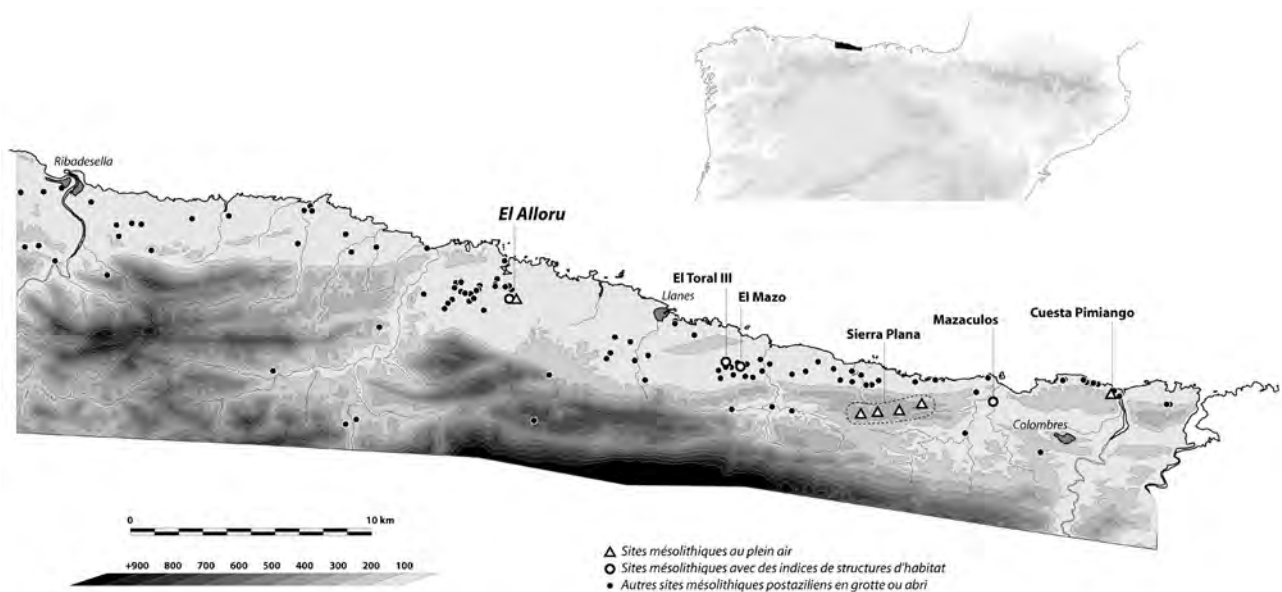 Ribadesella
El Alloru
El Toral III
Llanes
El Mazo
Sierra Plana
Mazaculos
Cuesta Pimiango
Colombres
0 10 km
+900 800 700 600 500 400 300 200 100
Sites mésolithiques au plein air
Sites mésolithiques avec des indices de structures d'habitat
Autres sites mésolithiques postaziliens en grotte ou abri